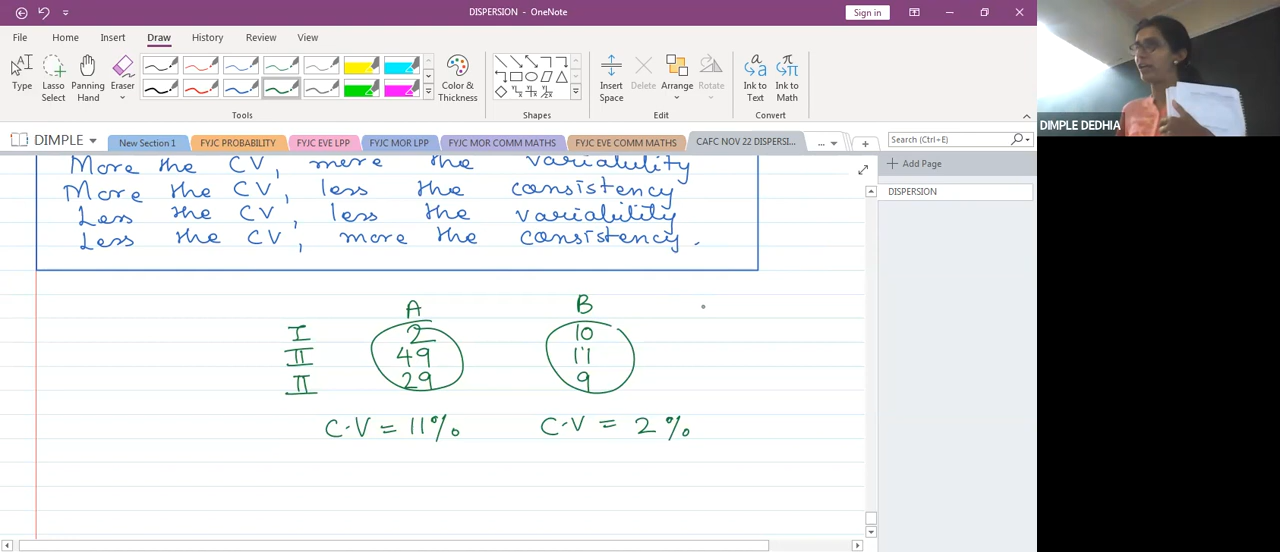 DISPERSION - OneNote
Sign in
File Home Insert Draw History Review View
Type
Lasso Select
Panning Hand
Eraser
Color & Thickness
Insert Space
Delete
Arrange
Rotate
Ink to Text
Ink to Math
Tools
Shapes
Edit
Convert
DIMPLE
New Section 1
FYJC PROBABILITY
FYJC EVE LPP
FYJC MOR LPP
FYJC MOR COMM MATHS
FYJC EVE COMM MATHS
CAFC NOV 22 DISPERSI...
...
Search (Ctrl+E)
Add Page
DISPERSION
DIMPLE DEDHIA
More the CV, more the variability
More the CV, less the consistency
Less the CV, less the variability
Less the CV, more the consistency.
A B
I 2 10
II 49 11
II 29 9
C.V = 11% C.V = 2%